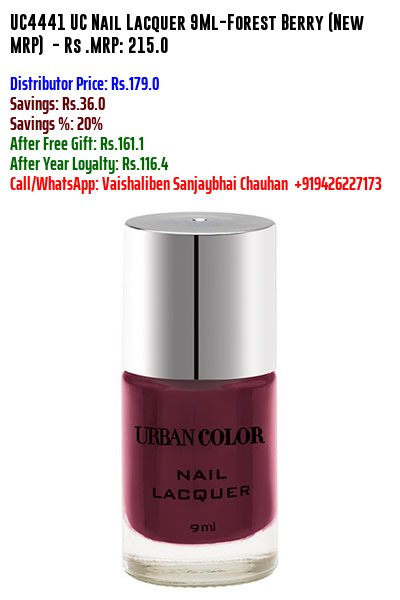 UC4441 UC Nail Lacquer 9Ml-Forest Berry (New
MRP) - Rs .MRP: 215.0
Distributor Price: Rs.179.0
Savings: Rs.36.0
Savings %: 20%
After Free Gift: Rs.161.1
After Year Loyalty: Rs.116.4
Call/WhatsApp: Vaishaliben Sanjaybhai Chauhan +919426227173
URBAN COLOR
NAIL
LACQUER
9ml